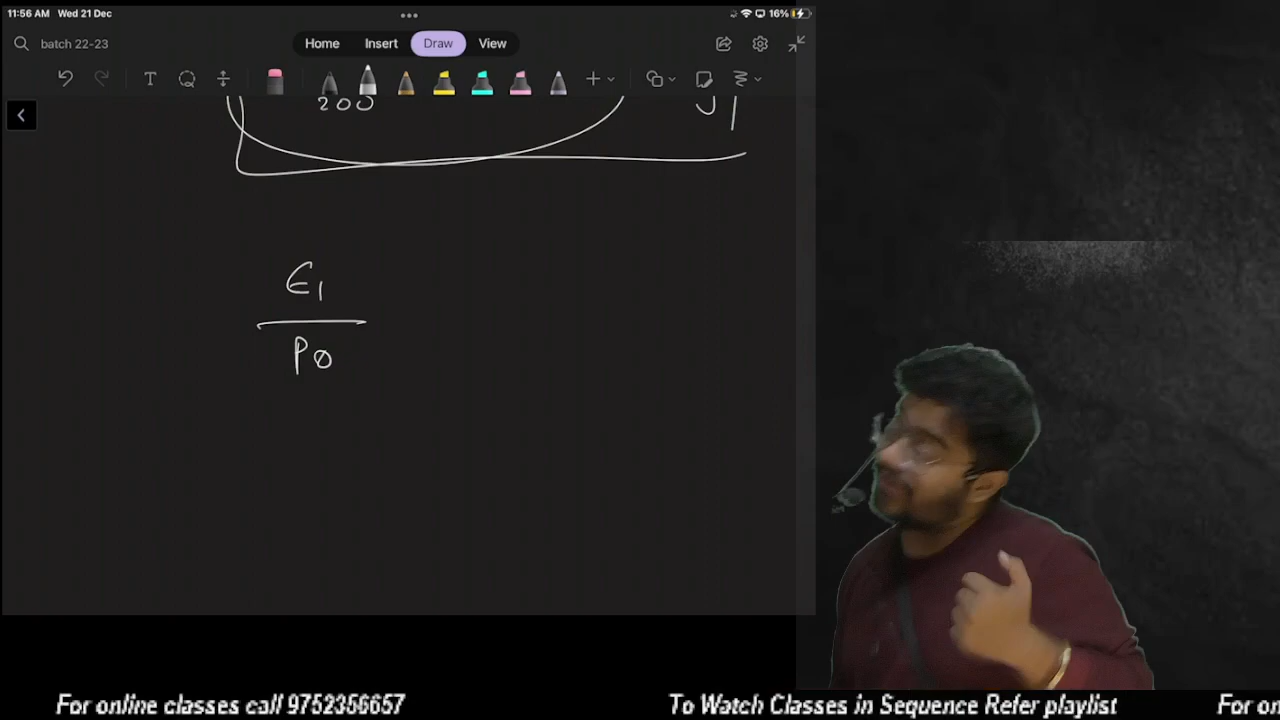 11:56 AM Wed 21 Dec
16%
batch 22-23
Home Insert Draw View
200
E1
P0
For online classes call 9752356657
To Watch Classes in Sequence Refer playlist
For on